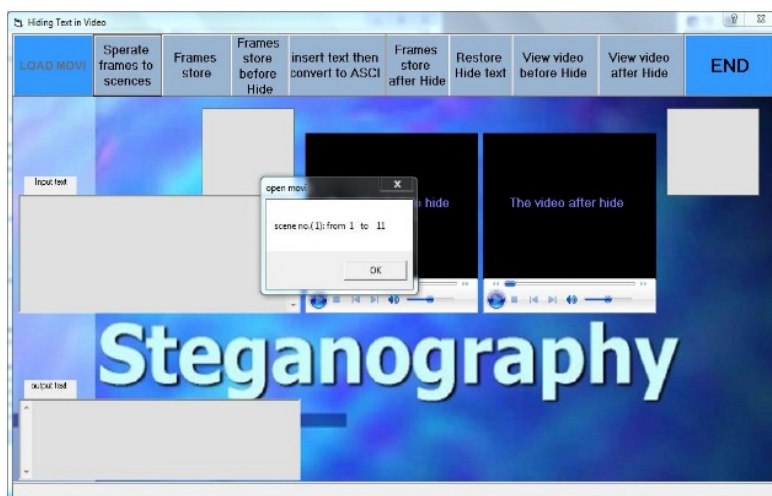 Hiding Text in Video
LOAD MOVI
Sperate
frames to
scences
Frames
store
Frames
store
before
Hide
insert text then
convert to ASCI
Frames
store
after Hide
Restore
Hide text
View video
before Hide
View video
after Hide
END
Input text
open movi
x
scene no.(1): from 1 to 11
OK
hide
The video after hide
Steganography
output text